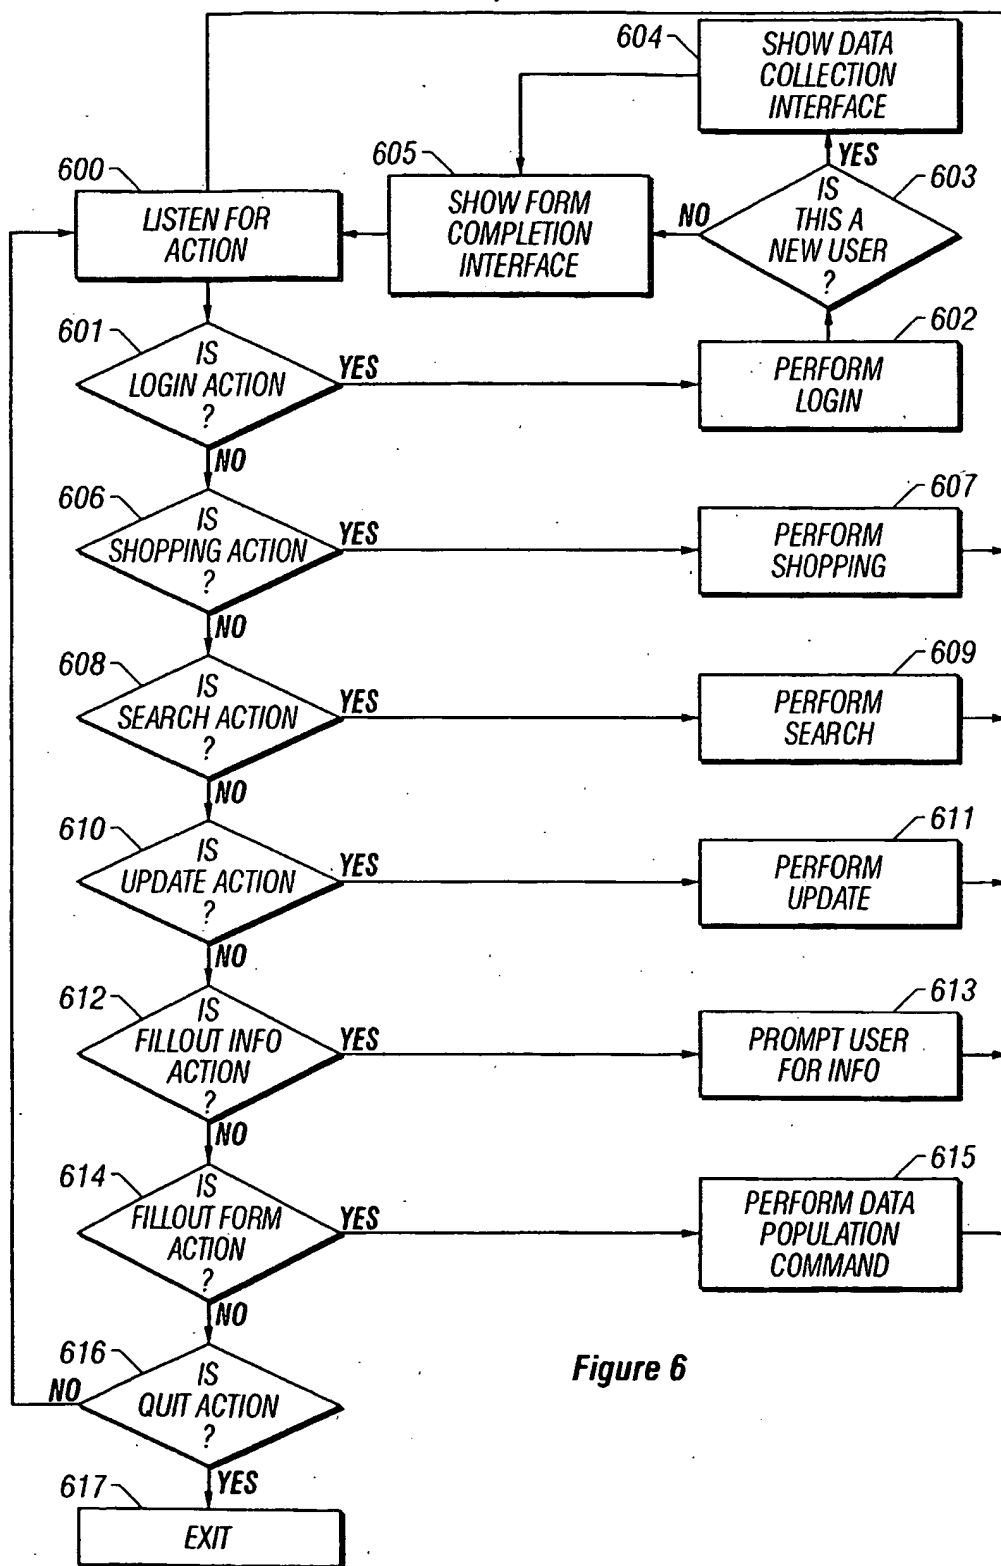 604
SHOW DATA
COLLECTION
INTERFACE
YES
605
SHOW FORM
COMPLETION
INTERFACE
NO
603
IS
THIS A
NEW USER
?
600
LISTEN FOR
ACTION
601
IS
LOGIN ACTION
?
YES
602
PERFORM
LOGIN
NO
606
IS
SHOPPING ACTION
?
YES
607
PERFORM
SHOPPING
NO
608
IS
SEARCH ACTION
?
YES
609
PERFORM
SEARCH
NO
610
IS
UPDATE ACTION
?
YES
611
PERFORM
UPDATE
NO
612
IS
FILLOUT INFO
ACTION
?
YES
613
PROMPT USER
FOR INFO
NO
614
IS
FILLOUT FORM
ACTION
?
YES
615
PERFORM DATA
POPULATION
COMMAND
NO
616
IS
QUIT ACTION
?
NO
YES
617
EXIT
Figure 6